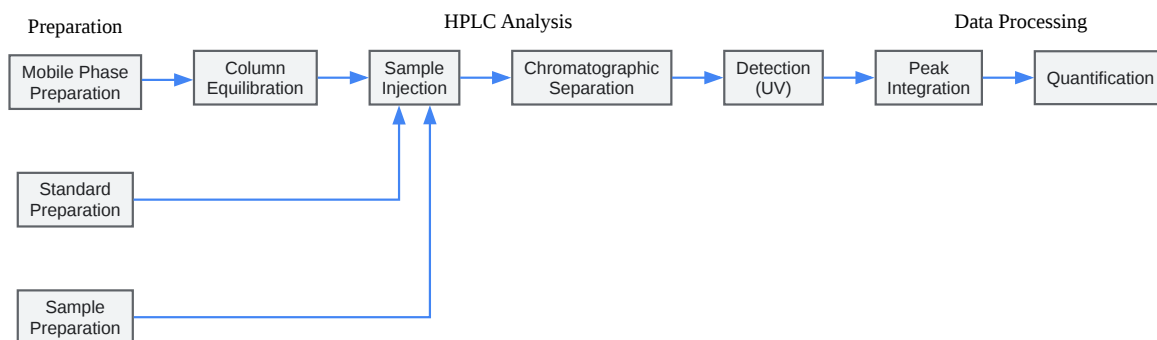 Preparation
HPLC Analysis
Data Processing
Mobile Phase
Preparation
Column
Equilibration
Sample
Injection
Chromatographic
Separation
Detection
(UV)
Peak
Integration
Quantification
Standard
Preparation
Sample
Preparation